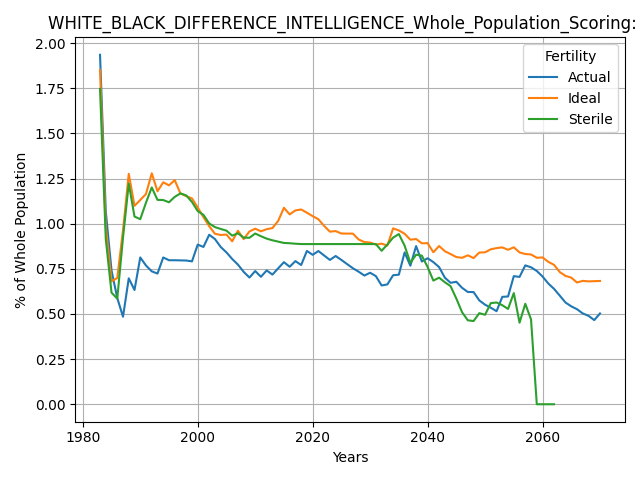 WHITE_BLACK_DIFFERENCE_INTELLIGENCE_Whole_Population_Scoring:
2.00
1.75
1.50
1.25
1.00
0.75
0.50
0.25
0.00
% of Whole Population
Fertility
Actual
Ideal
Sterile
1980
2000
2020
2040
2060
Years